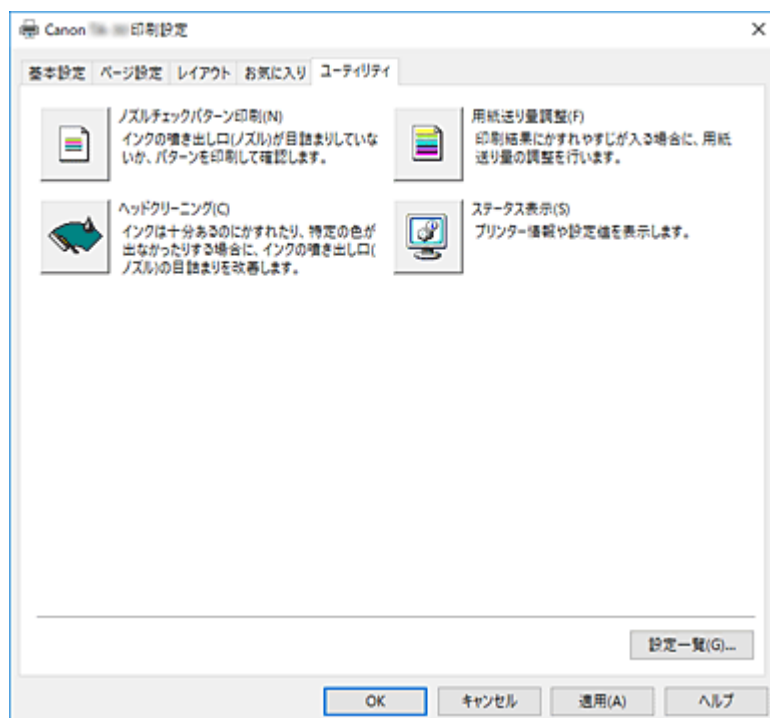 Canon 印刷設定
基本設定 ページ設定 レイアウト お気に入り ユーティリティ
ノズルチェックパターン印刷(N)
インクの噴き出し口(ノズル)が目詰まりしていな
いか、パターンを印刷して確認します。
用紙送り量調整(F)
印刷結果にかすれやすじが入る場合に、用紙
送り量の調整を行います。
ヘッドクリーニング(C)
インクは十分あるのにかすれたり、特定の色が
出なかったりする場合に、インクの噴き出し口(
ノズル)の目詰まりを改善します。
ステータス表示(S)
プリンター情報や設定値を表示します。
設定一覧(G)...
OK キャンセル 適用(A) ヘルプ